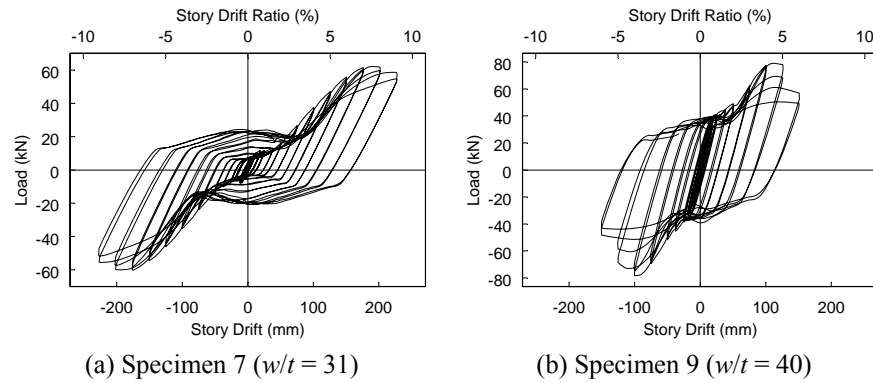 Story Drift Ratio (%)
-10 -5 0 5 10
60
40
20
0
-20
-40
-60
Load (kN)
-200 -100 0 100 200
Story Drift (mm)
(a) Specimen 7 (w/t = 31)
Story Drift Ratio (%)
-10 -5 0 5 10
80
60
40
20
0
-20
-40
-60
-80
Load (kN)
-200 -100 0 100 200
Story Drift (mm)
(b) Specimen 9 (w/t = 40)